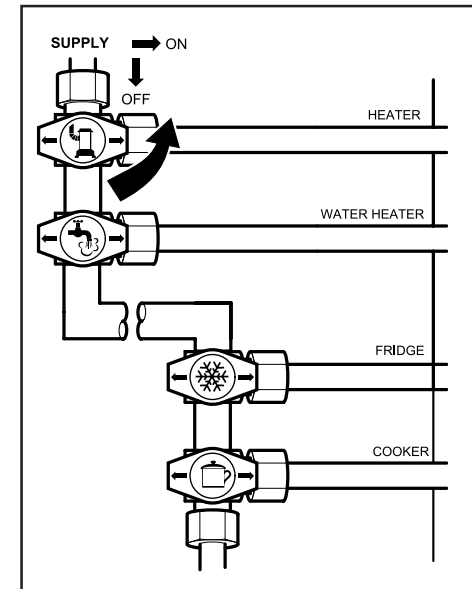 SUPPLY ON
OFF
HEATER
WATER HEATER
FRIDGE
COOKER